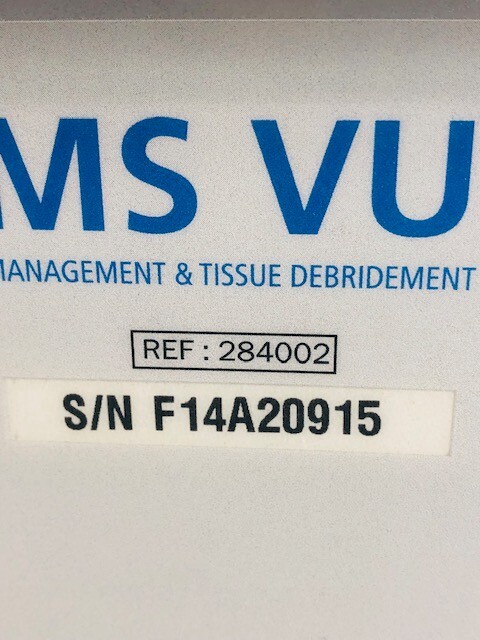 MS VU
MANAGEMENT & TISSUE DEBRIDEMENT
REF : 284002
S/N F14A20915